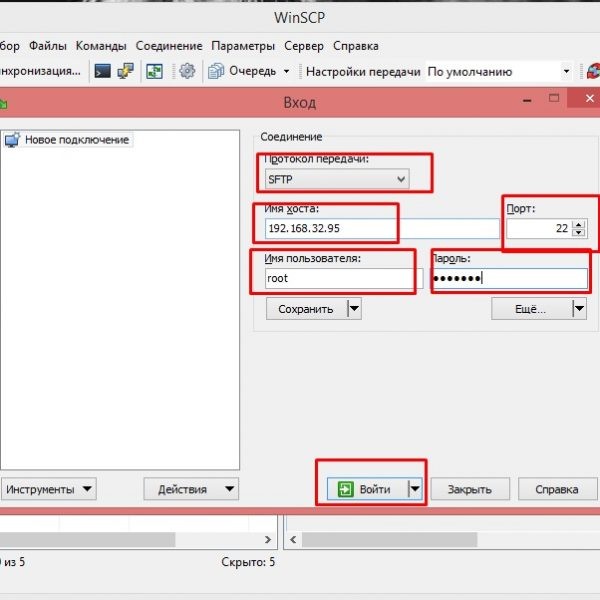 WinSCP
бор Файлы Команды Соединение Параметры Сервер Справка
нхронизация... Очередь Настройки передачи По умолчанию
Вход
Новое подключение
Соединение
Протокол передачи:
SFTP
Имя хоста: Порт:
192.168.32.95 22
Имя пользователя: Пароль:
root
Сохранить Ещё...
Инструменты Действия Войти Закрыть Справка
из 5 Скрыто: 5